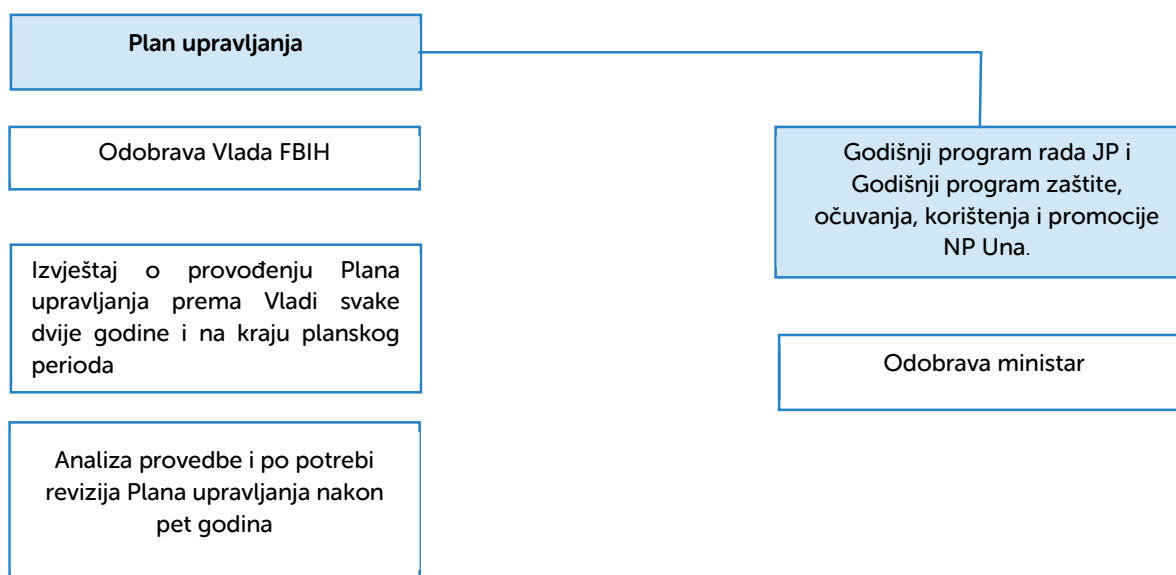 Plan upravljanja
Odobrava Vlada FBIH
Izvještaj o provođenju Plana
upravljanja prema Vladi svake
dvije godine i na kraju planskog
perioda
Analiza provedbe i po potrebi
revizija Plana upravljanja nakon
pet godina
Godišnji program rada JP i
Godišnji program zaštite,
očuvanja, korištenja i promocije
NP Una.
Odobrava ministar